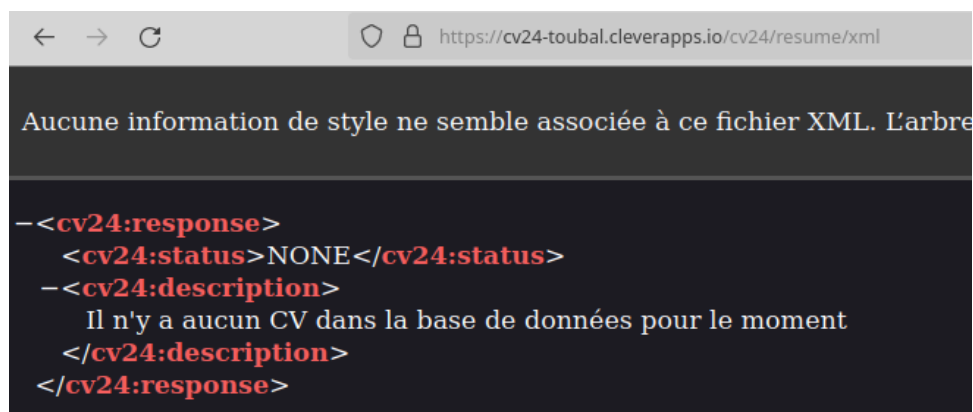 https://cv24-toubal.cleverapps.io/cv24/resume/xml
Aucune information de style ne semble associée à ce fichier XML. L’arbre
−<cv24:response>
<cv24:status>NONE</cv24:status>
−<cv24:description>
Il n'y a aucun CV dans la base de données pour le moment
</cv24:description>
</cv24:response>